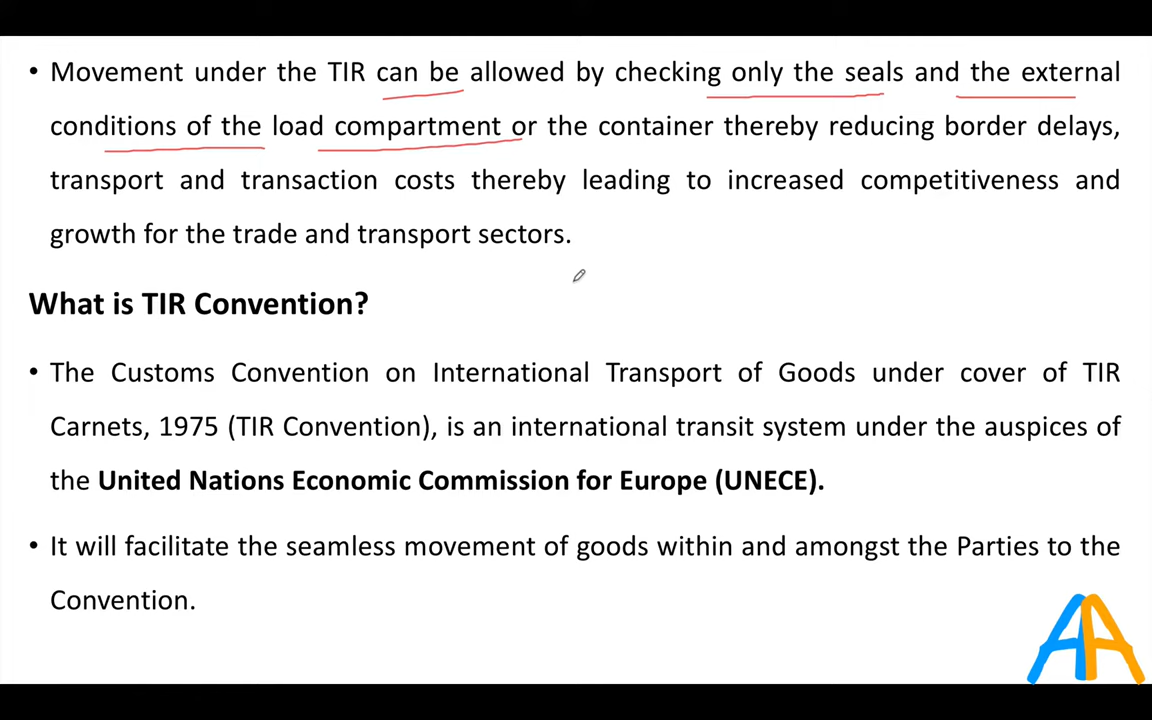 • Movement under the TIR can be allowed by checking only the seals and the external
conditions of the load compartment or the container thereby reducing border delays,
transport and transaction costs thereby leading to increased competitiveness and
growth for the trade and transport sectors.
What is TIR Convention?
• The Customs Convention on International Transport of Goods under cover of TIR
Carnets, 1975 (TIR Convention), is an international transit system under the auspices of
the United Nations Economic Commission for Europe (UNECE).
• It will facilitate the seamless movement of goods within and amongst the Parties to the
Convention.
AA